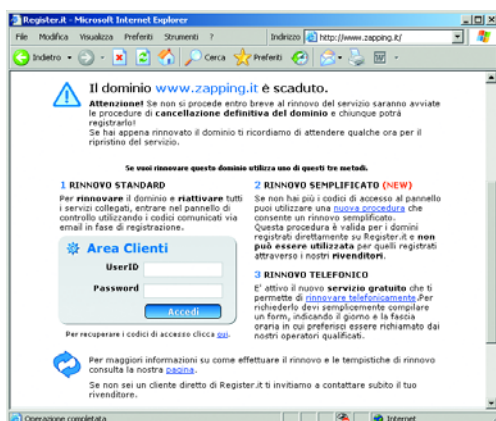 Register.it - Microsoft Internet Explorer
File Modifica Visualizza Preferiti Strumenti ? Indirizzo http://www.zapping.it/
Indietro Cerca Preferiti
Il dominio www.zapping.it è scaduto.
Attenzione! Se non si procede entro breve al rinnovo del servizio saranno avviate
le procedure di cancellazione definitiva del dominio e chiunque potrà
registrarlo!
Se hai appena rinnovato il dominio ti ricordiamo di attendere qualche ora per il
ripristino del servizio.
Se vuoi rinnovare questo dominio utilizza uno di questi tre metodi.
1 RINNOVO STANDARD
Per rinnovare il dominio e riattivare tutti
i servizi collegati, entrare nel pannello di
controllo utilizzando i codici comunicati via
email in fase di registrazione.
Area Clienti
UserID
Password
Accedi
Per recuperare i codici di accesso clicca qui.
2 RINNOVO SEMPLIFICATO (NEW)
Se non hai più i codici di accesso al pannello
puoi utilizzare una nuova procedura che
consente un rinnovo semplificato.
Questa procedura è valida per i domini
registrati direttamente su Register.it e non
può essere utilizzata per quelli registrati
attraverso i nostri rivenditori.
3 RINNOVO TELEFONICO
E' attivo il nuovo servizio gratuito che ti
permette di rinnovare telefonicamente.Per
richiederlo devi semplicemente compilare
un form, indicando il giorno e la fascia
oraria in cui preferisci essere richiamato dai
nostri operatori qualificati.
Per maggiori informazioni su come effettuare il rinnovo e le tempistiche di rinnovo
consulta la nostra pagina.
Se non sei un cliente diretto di Register.it ti invitiamo a contattare subito il tuo
rivenditore.
Operazione completata Internet